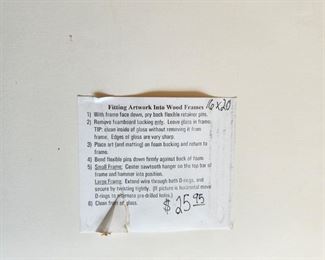 Fitting Artwork Into Wood Frames 16x20
1) With frame face down, pry back flexible retainer pins.
2) Remove foamboard backing only. Leave glass in frame.
TIP: clean inside of glass without removing it from
frame. Edges of glass are very sharp.
3) Place art (and matting) on foam backing and return to
frame.
4) Bend flexible pins down firmly against back of foam
5) Small Frame: Center sawtooth hanger on the top bar of
frame and hammer into position.
Large Frame: Extend wire through both D-rings, and
secure by twisting tightly. (If picture is horizontal move
D-rings to alternate pre-drilled holes.)
6) Clean front of glass.
$25.95